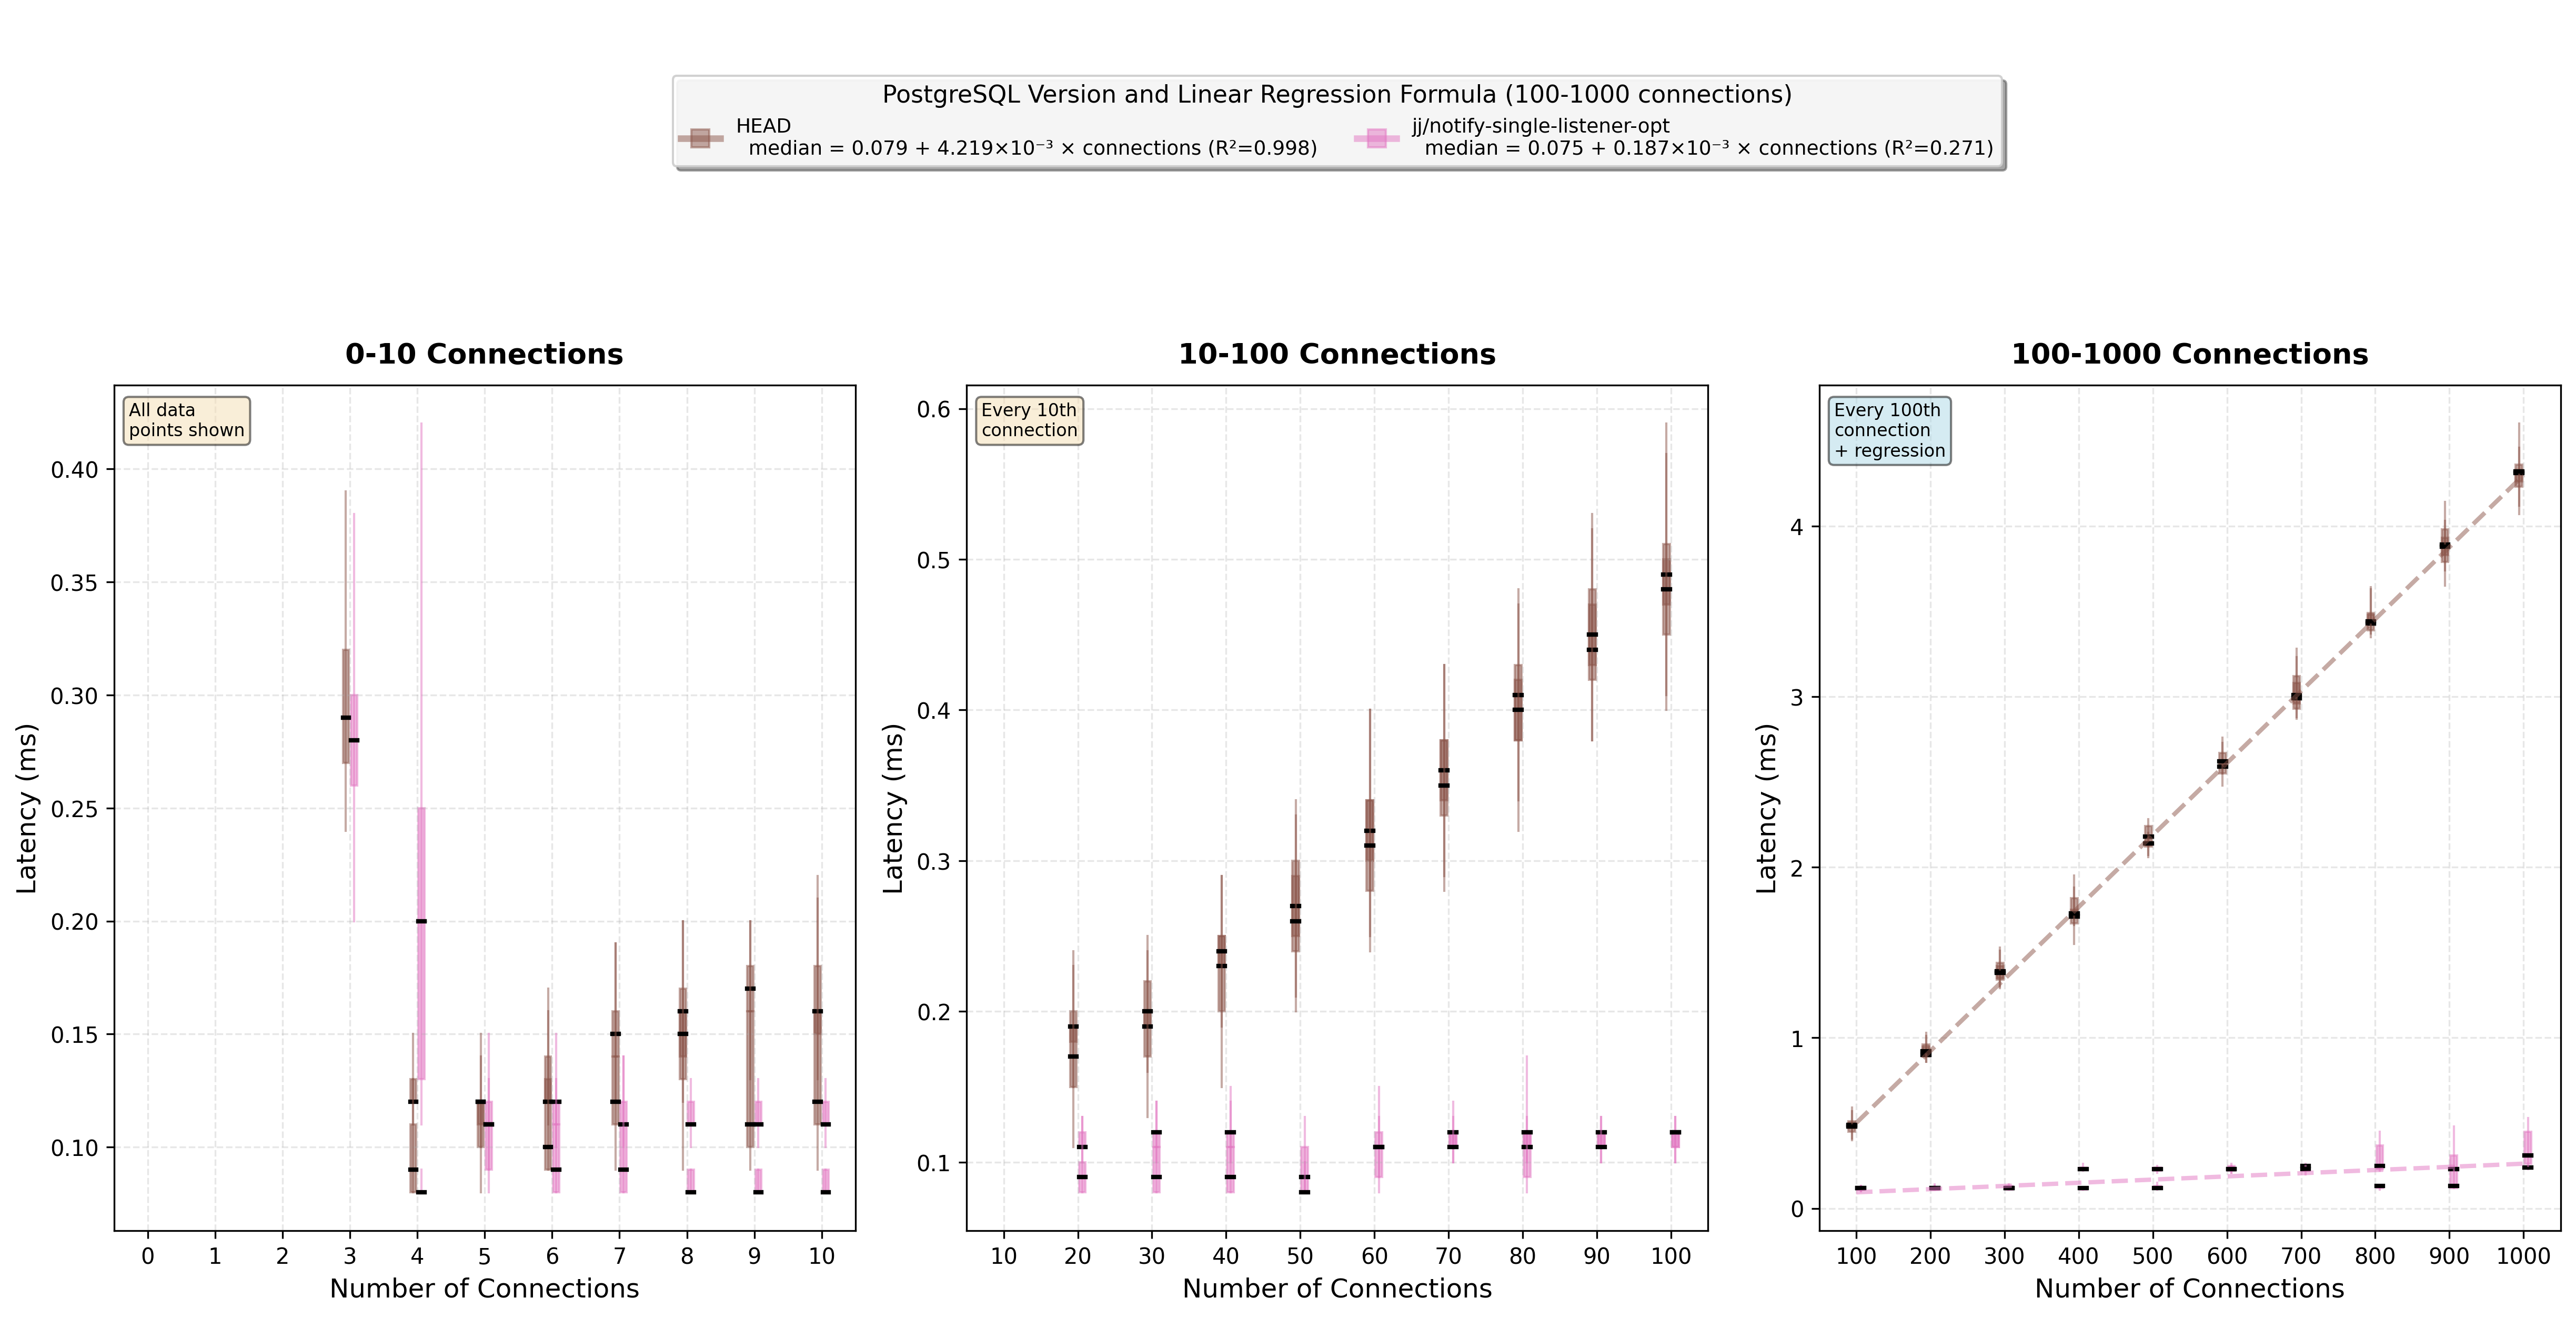 PostgreSQL Version and Linear Regression Formula (100-1000 connections)
HEAD
median = 0.079 + 4.219×10⁻³ × connections (R²=0.998)
jj/notify-single-listener-opt
median = 0.075 + 0.187×10⁻³ × connections (R²=0.271)
0-10 Connections
All data
points shown
0.40
0.35
0.30
0.25
0.20
0.15
0.10
Latency (ms)
0 1 2 3 4 5 6 7 8 9 10
Number of Connections
10-100 Connections
Every 10th
connection
0.6
0.5
0.4
0.3
0.2
0.1
Latency (ms)
10 20 30 40 50 60 70 80 90 100
Number of Connections
100-1000 Connections
Every 100th
connection
+ regression
4
3
2
1
0
Latency (ms)
100 200 300 400 500 600 700 800 900 1000
Number of Connections